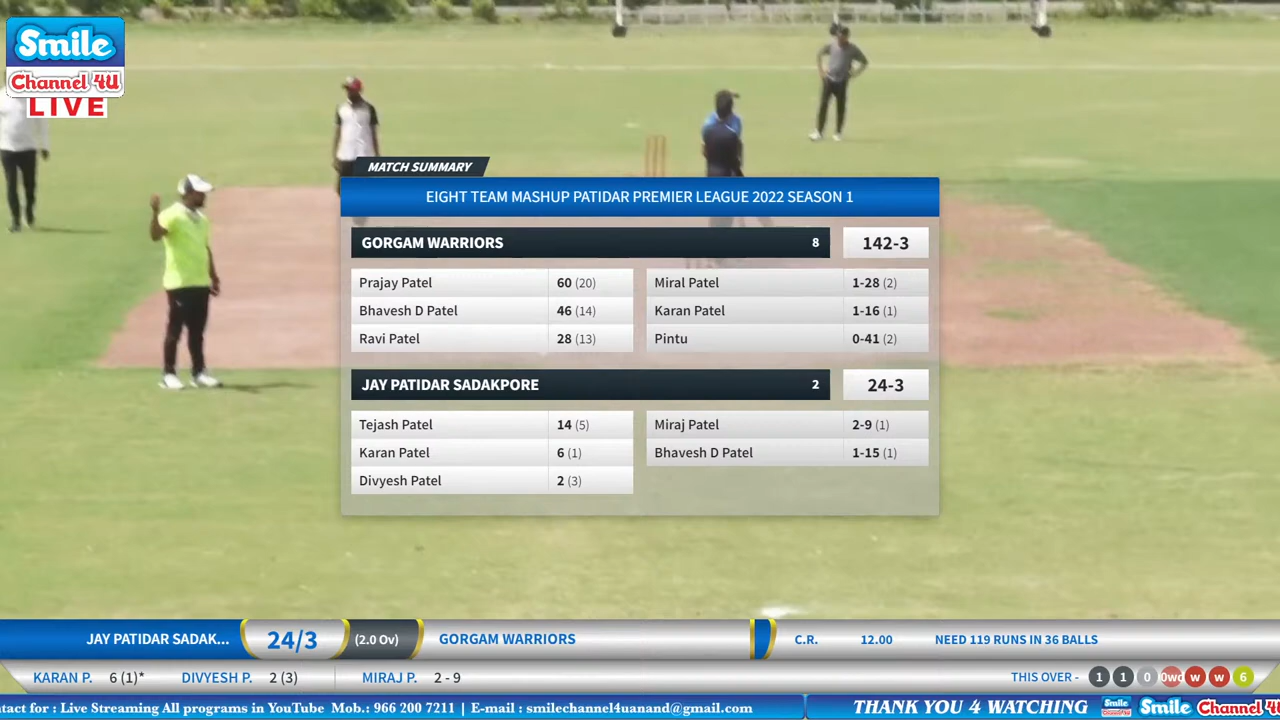 Smile
Channel 4U
LIVE
MATCH SUMMARY
EIGHT TEAM MASHUP PATIDAR PREMIER LEAGUE 2022 SEASON 1
GORGAM WARRIORS 8 142-3
Prajay Patel 60 (20) Miral Patel 1-28 (2)
Bhavesh D Patel 46 (14) Karan Patel 1-16 (1)
Ravi Patel 28 (13) Pintu 0-41 (2)
JAY PATIDAR SADAKPORE 2 24-3
Tejash Patel 14 (5) Miraj Patel 2-9 (1)
Karan Patel 6 (1) Bhavesh D Patel 1-15 (1)
Divyesh Patel 2 (3)
JAY PATIDAR SADAK... 24/3 (2.0 Ov) GORGAM WARRIORS C.R. 12.00 NEED 119 RUNS IN 36 BALLS
KARAN P. 6 (1)* DIVYESH P. 2 (3) MIRAJ P. 2 - 9 THIS OVER - 1 1 0 0wd w w 6
tact for : Live Streaming All programs in YouTube Mob.: 966 200 7211 | E-mail : smilechannel4uanand@gmail.com THANK YOU 4 WATCHING Smile Channel 4U Smile Channel 4U